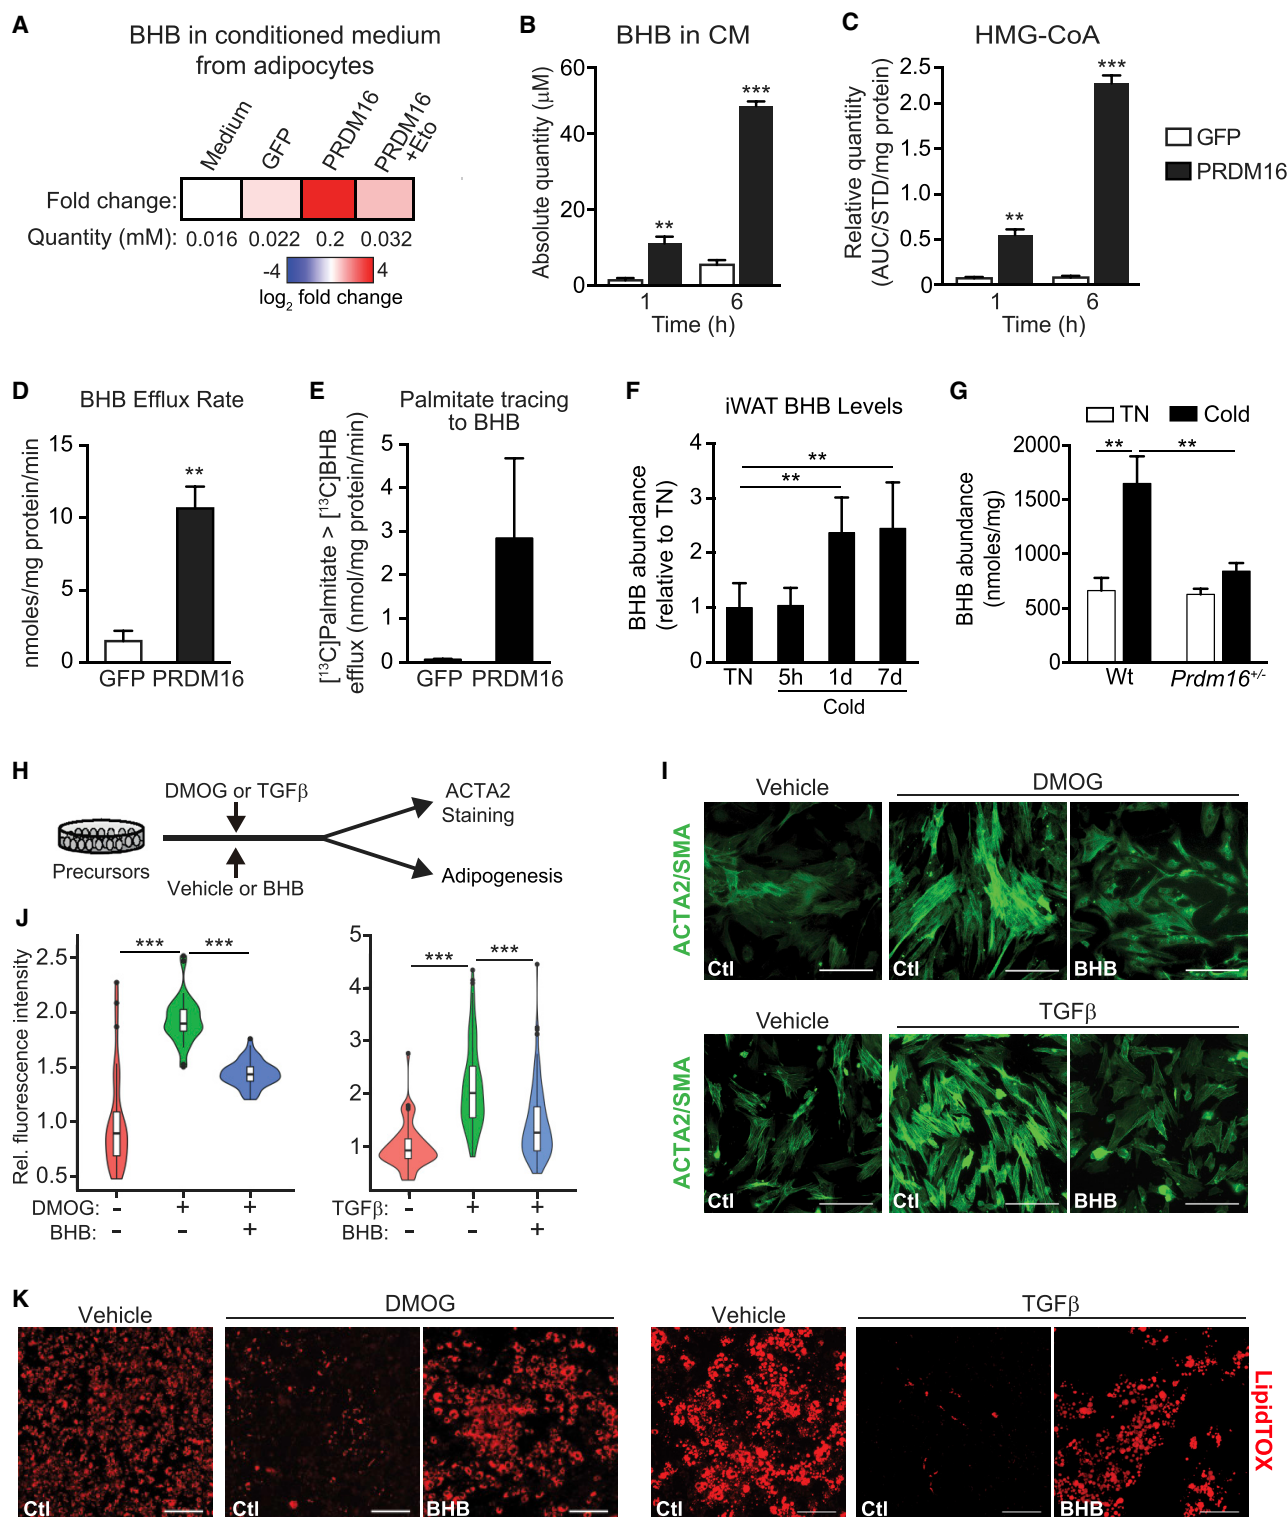 A
BHB in conditioned medium
from adipocytes
Medium
GFP
PRDM16
PRDM16
+Eto
Fold change:
Quantity (mM): 0.016 0.022 0.2 0.032
-4 4
log2 fold change
B
BHB in CM
Absolute quantity (μM)
60
40
20
0
**
***
1 6
Time (h)
C
HMG-CoA
Relative quantity
(AUC/STD/mg protein)
2.5
2.0
1.5
1.0
0.5
0
**
***
1 6
Time (h)
GFP
PRDM16
D
BHB Efflux Rate
nmoles/mg protein/min
15
10
5
0
**
GFP PRDM16
E
Palmitate tracing
to BHB
[13C]Palmitate > [13C]BHB
efflux (nmol/mg protein/min)
5
4
3
2
1
0
GFP PRDM16
F
iWAT BHB Levels
BHB abundance
(relative to TN)
4
3
2
1
0
**
**
TN 5h 1d 7d
Cold
G
TN Cold
BHB abundance
(nmoles/mg)
2000
1500
1000
500
0
** **
Wt Prdm16+/-
H
DMOG or TGFβ
Precursors
Vehicle or BHB
ACTA2
Staining
Adipogenesis
I
Vehicle DMOG
ACTA2/SMA
Ctl Ctl BHB
Vehicle TGFβ
ACTA2/SMA
Ctl Ctl BHB
J
Rel. fluorescence intensity
2.5
2.0
1.5
1.0
0.5
*** ***
DMOG: - + +
BHB: - - +
5
4
3
2
1
*** ***
TGFβ: - + +
BHB: - - +
K
Vehicle DMOG
Ctl Ctl BHB
Vehicle TGFβ
Ctl Ctl BHB
LipidTOX